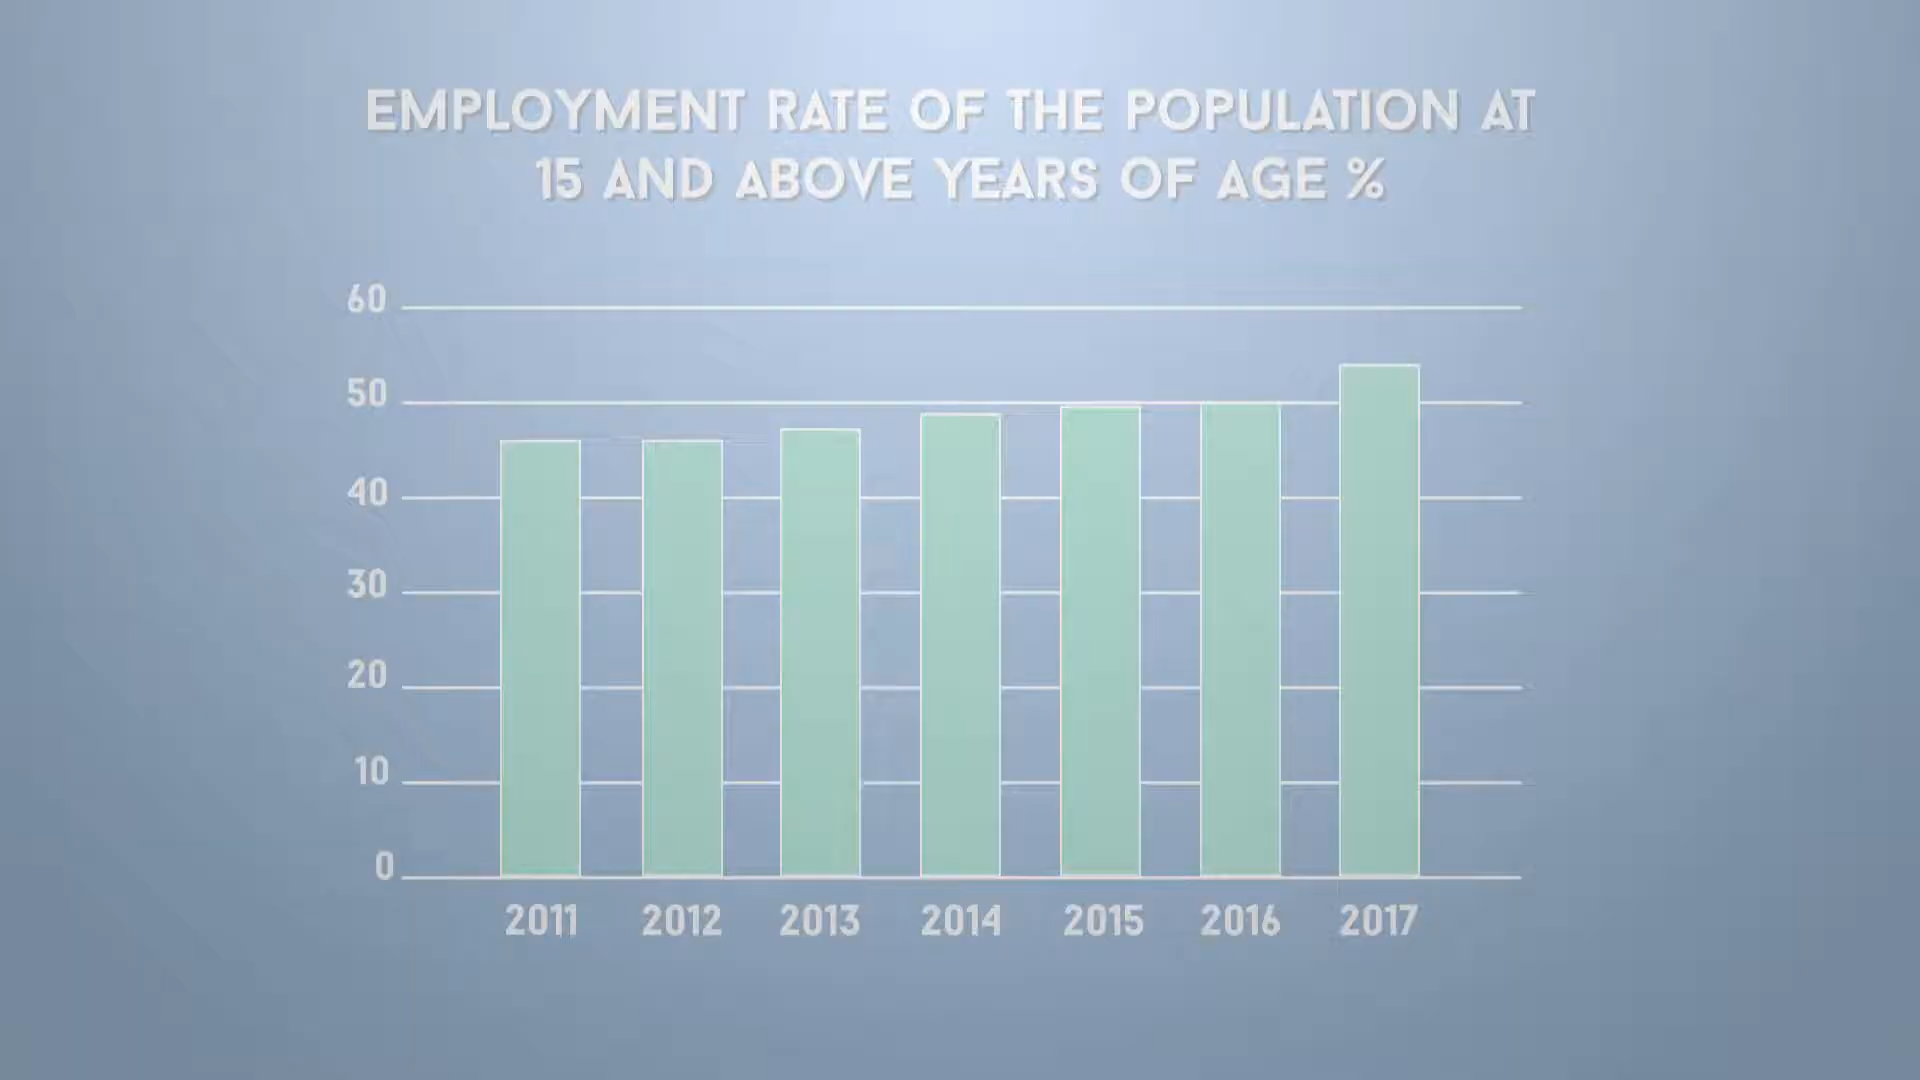 EMPLOYMENT RATE OF THE POPULATION AT
15 AND ABOVE YEARS OF AGE %
60
50
40
30
20
10
0
2011 2012 2013 2014 2015 2016 2017